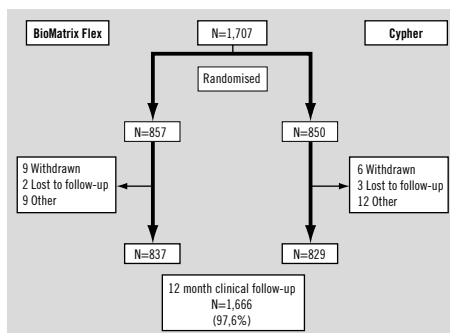 BioMatrix Flex
N=1,707
Cypher
Randomised
N=857
N=850
9 Withdrawn
2 Lost to follow-up
9 Other
6 Withdrawn
3 Lost to follow-up
12 Other
N=837
N=829
12 month clinical follow-up
N=1,666
(97,6%)